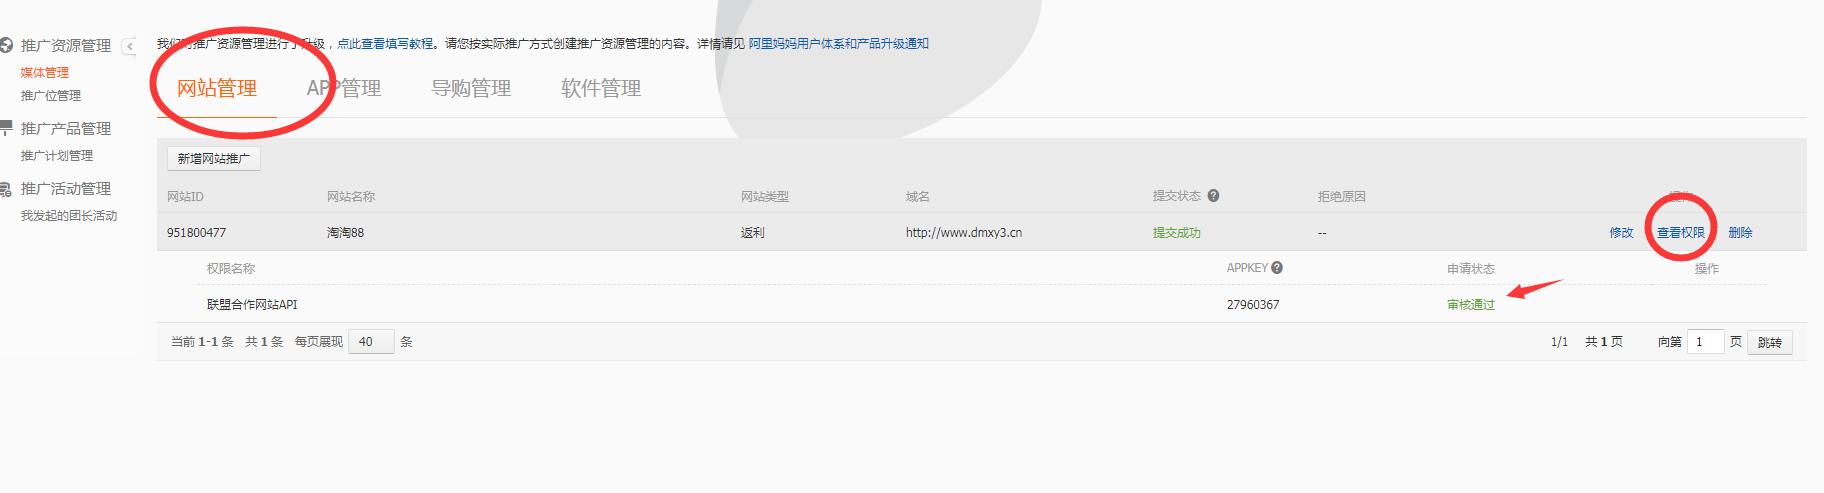 推广资源管理
媒体管理
推广位管理
推广产品管理
推广计划管理
推广活动管理
我发起的团长活动
我们对推广资源管理进行了升级，点此查看填写教程。请您按实际推广方式创建推广资源管理的内容。详情请见 阿里妈妈用户体系和产品升级通知
网站管理 APP管理 导购管理 软件管理
新增网站推广
网站ID 网站名称 网站类型 域名 提交状态 ? 拒绝原因 操作
951800477 淘淘88 返利 http://www.dmxy3.cn 提交成功 -- 修改 查看权限 删除
权限名称 APPKEY ? 申请状态 操作
联盟合作网站API 27960367 审核通过
当前 1-1 条 共 1 条 每页展现 40 条 1/1 共 1 页 向第 1 页 跳转